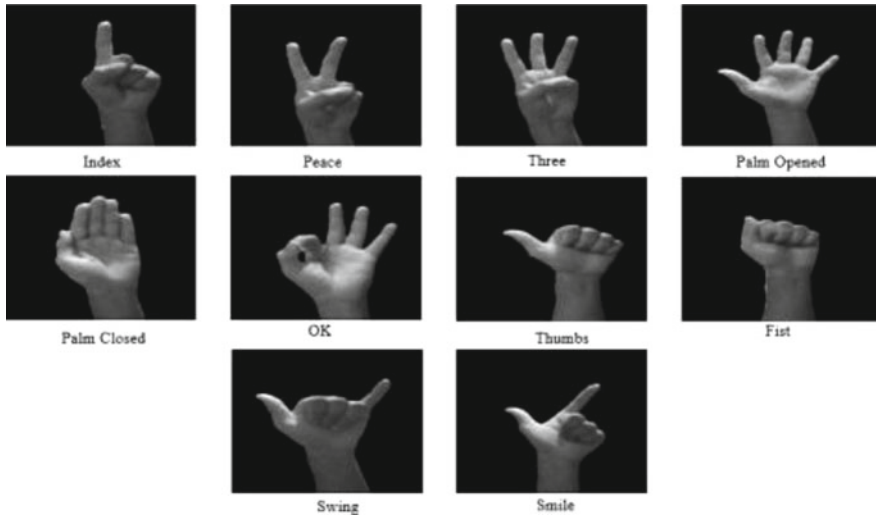 Index
Peace
Three
Palm Opened
Palm Closed
OK
Thumbs
Fist
Swing
Smile